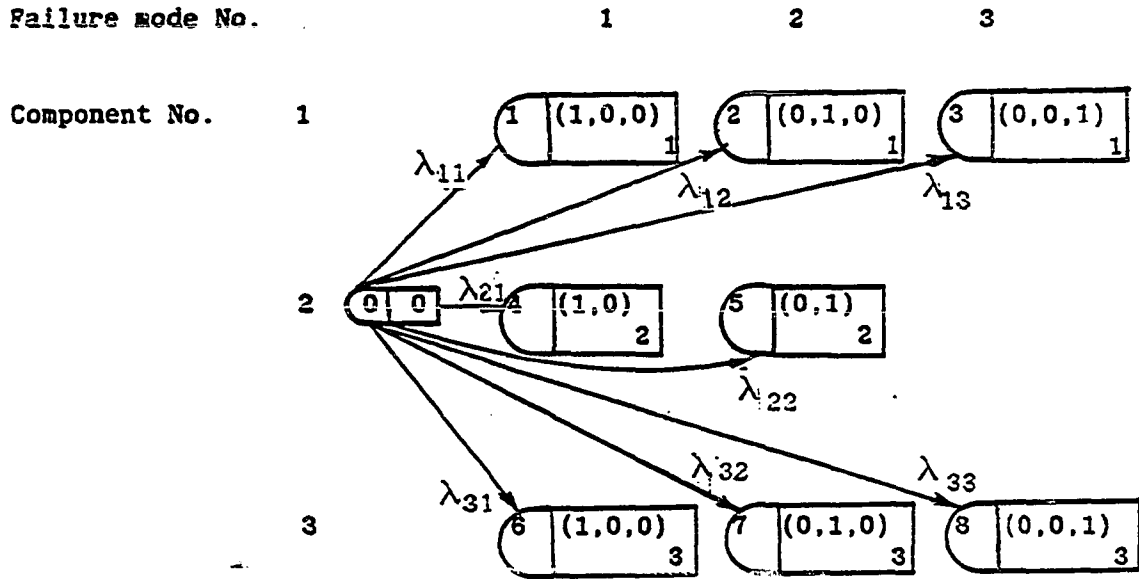 Failure mode No. 1 2 3
Component No. 1
1 (1,0,0) 1
2 (0,1,0) 1
3 (0,0,1) 1
λ11
λ12
λ13
2
0 0
λ21
4 (1,0) 2
5 (0,1) 2
λ22
λ31
λ32
λ33
3
6 (1,0,0) 3
7 (0,1,0) 3
8 (0,0,1) 3